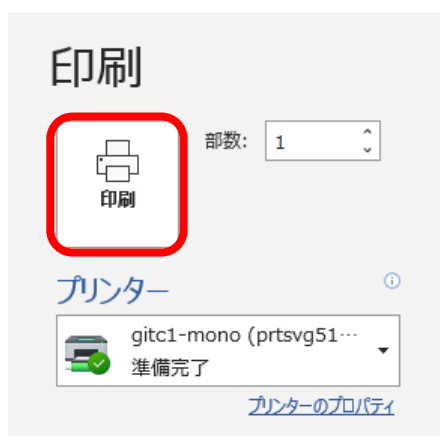 印刷
部数: 1
印刷
プリンター
gitc1-mono (prtsvg51…
準備完了
プリンターのプロパティ